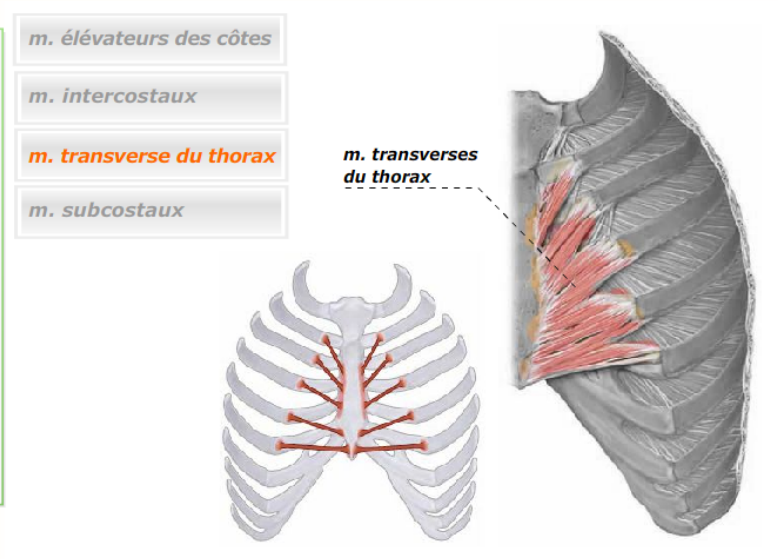 m. élévateurs des côtes
m. intercostaux
m. transverse du thorax
m. subcostaux
m. transverses
du thorax